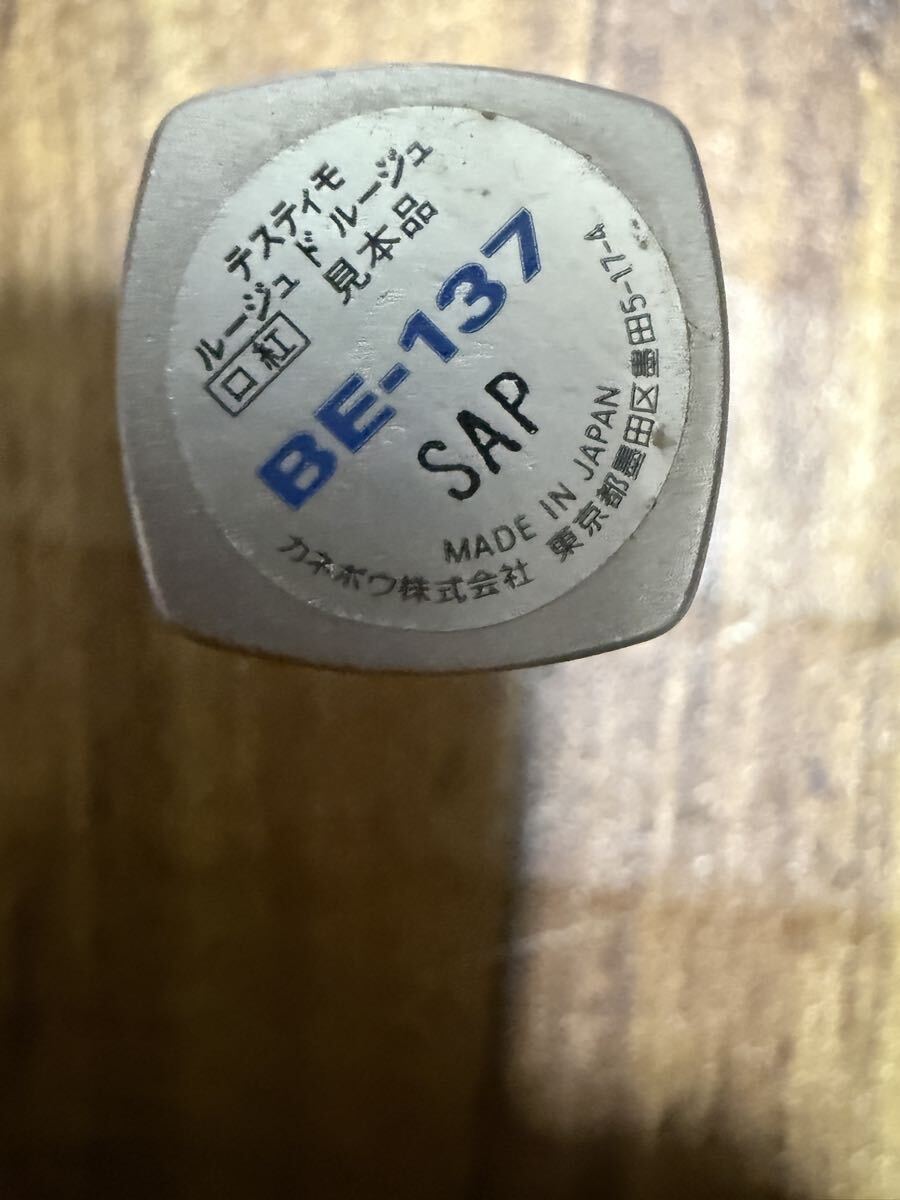 テスティモ
ルージュ ド ルージュ
口紅 見本品
BE-137
SAP
MADE IN JAPAN
カネボウ株式会社 東京都墨田区墨田5-17-4